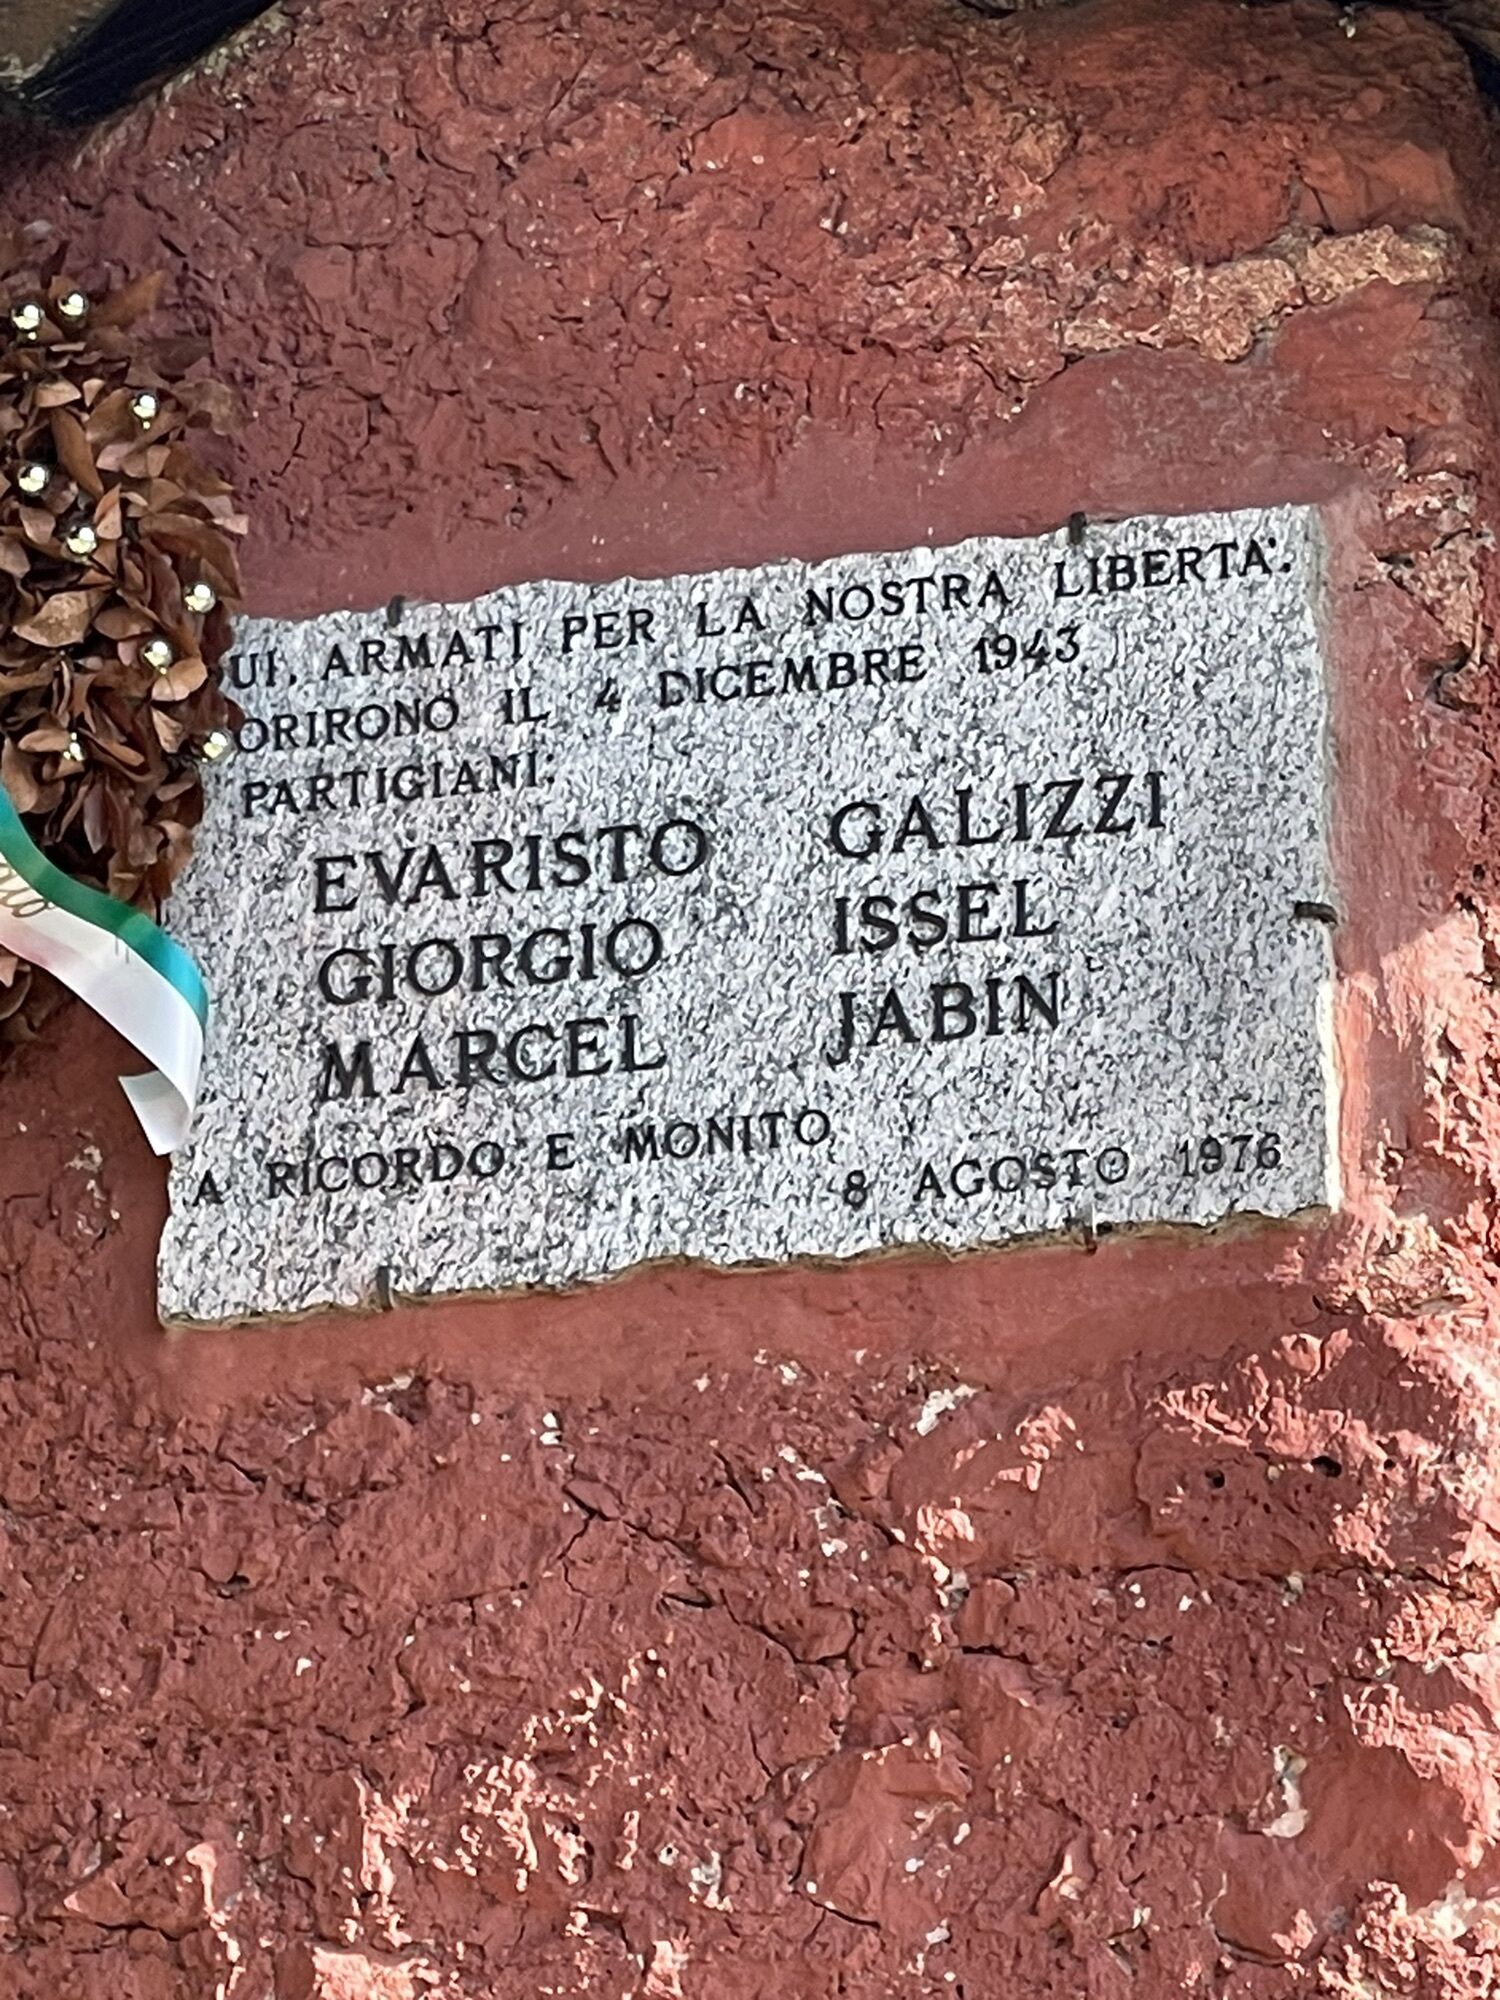 UI, ARMATI PER LA NOSTRA LIBERTA'.
ORIRONO IL 4 DICEMBRE 1943
PARTIGIANI:
EVARISTO GALIZZI
GIORGIO ISSEL
MARCEL JABIN
A RICORDO E MONITO
8 AGOSTO 1976